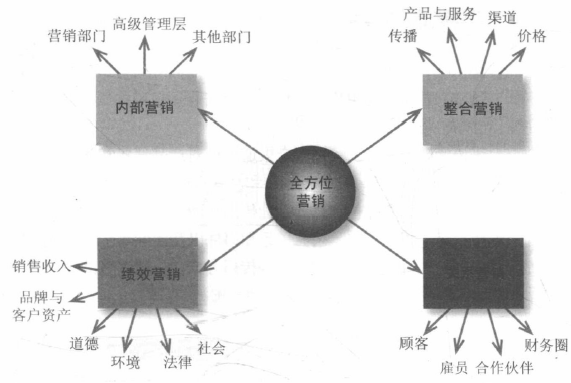 高级管理层
营销部门
其他部门
内部营销
产品与服务
渠道
传播
价格
整合营销
全方位
营销
绩效营销
销售收入
品牌与
客户资产
道德
环境
法律
社会
顾客
雇员
合作伙伴
财务圈